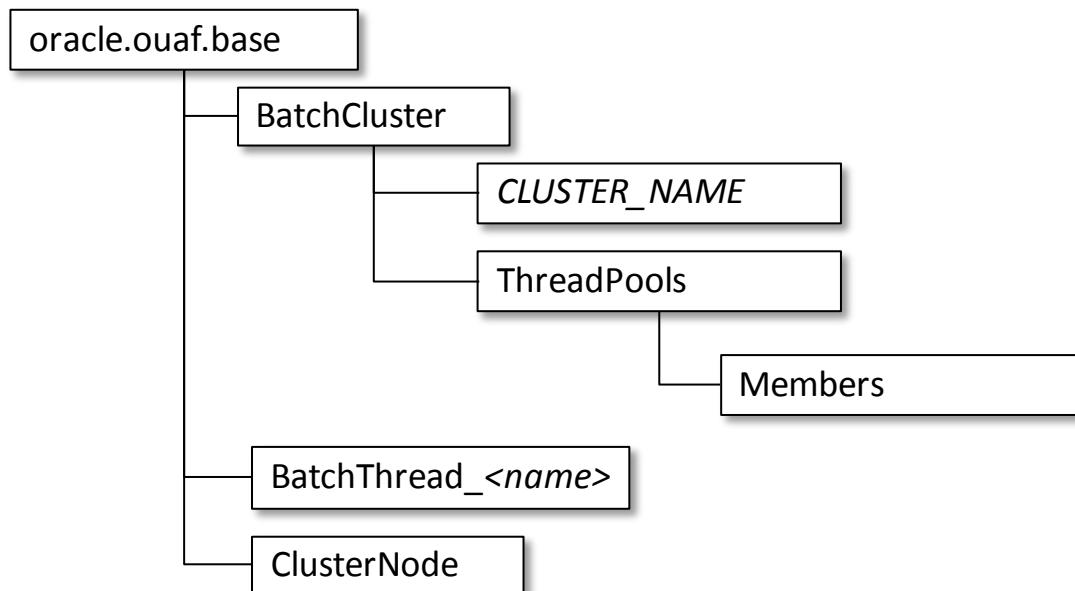 oracle.ouaf.base
BatchCluster
CLUSTER_NAME
ThreadPools
Members
BatchThread_<name>
ClusterNode